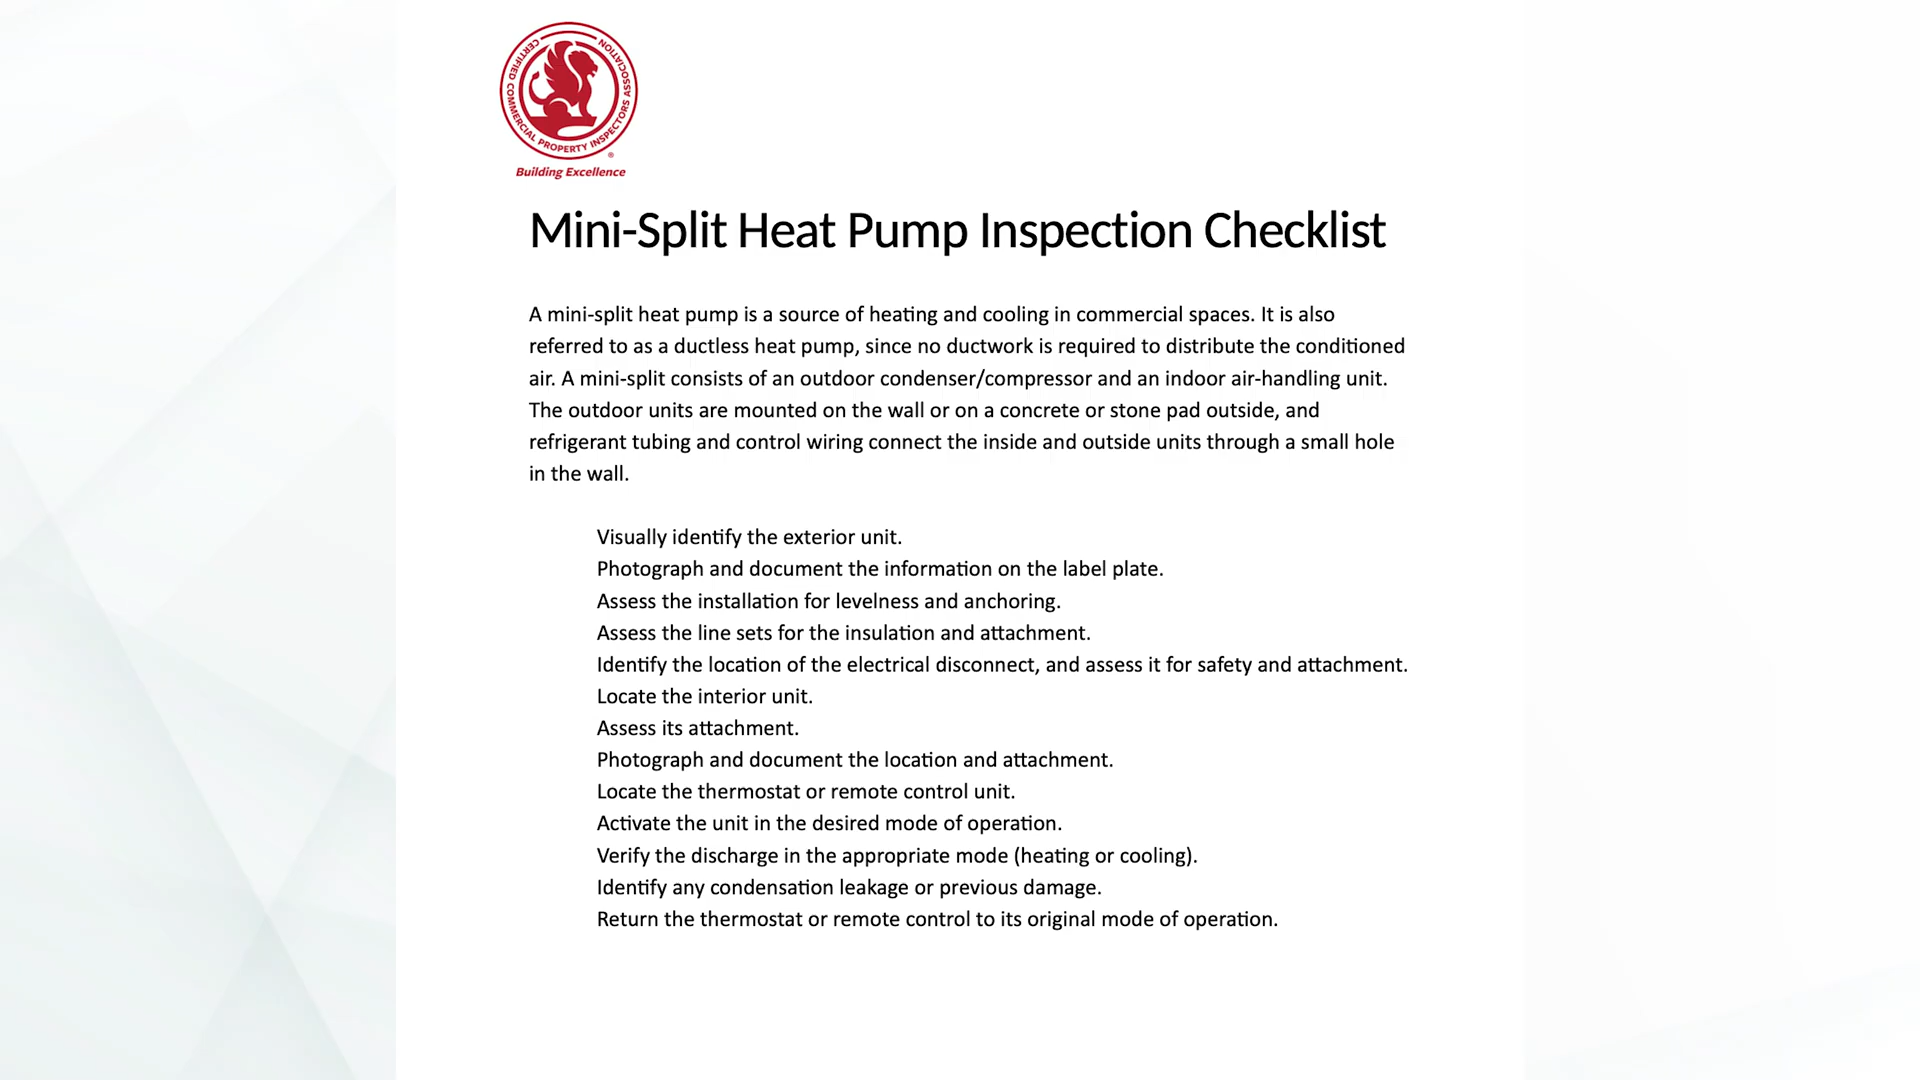 CERTIFIED COMMERCIAL PROPERTY INSPECTORS ASSOCIATION
®
Building Excellence
Mini-Split Heat Pump Inspection Checklist
A mini-split heat pump is a source of heating and cooling in commercial spaces. It is also
referred to as a ductless heat pump, since no ductwork is required to distribute the conditioned
air. A mini-split consists of an outdoor condenser/compressor and an indoor air-handling unit.
The outdoor units are mounted on the wall or on a concrete or stone pad outside, and
refrigerant tubing and control wiring connect the inside and outside units through a small hole
in the wall.
Visually identify the exterior unit.
Photograph and document the information on the label plate.
Assess the installation for levelness and anchoring.
Assess the line sets for the insulation and attachment.
Identify the location of the electrical disconnect, and assess it for safety and attachment.
Locate the interior unit.
Assess its attachment.
Photograph and document the location and attachment.
Locate the thermostat or remote control unit.
Activate the unit in the desired mode of operation.
Verify the discharge in the appropriate mode (heating or cooling).
Identify any condensation leakage or previous damage.
Return the thermostat or remote control to its original mode of operation.